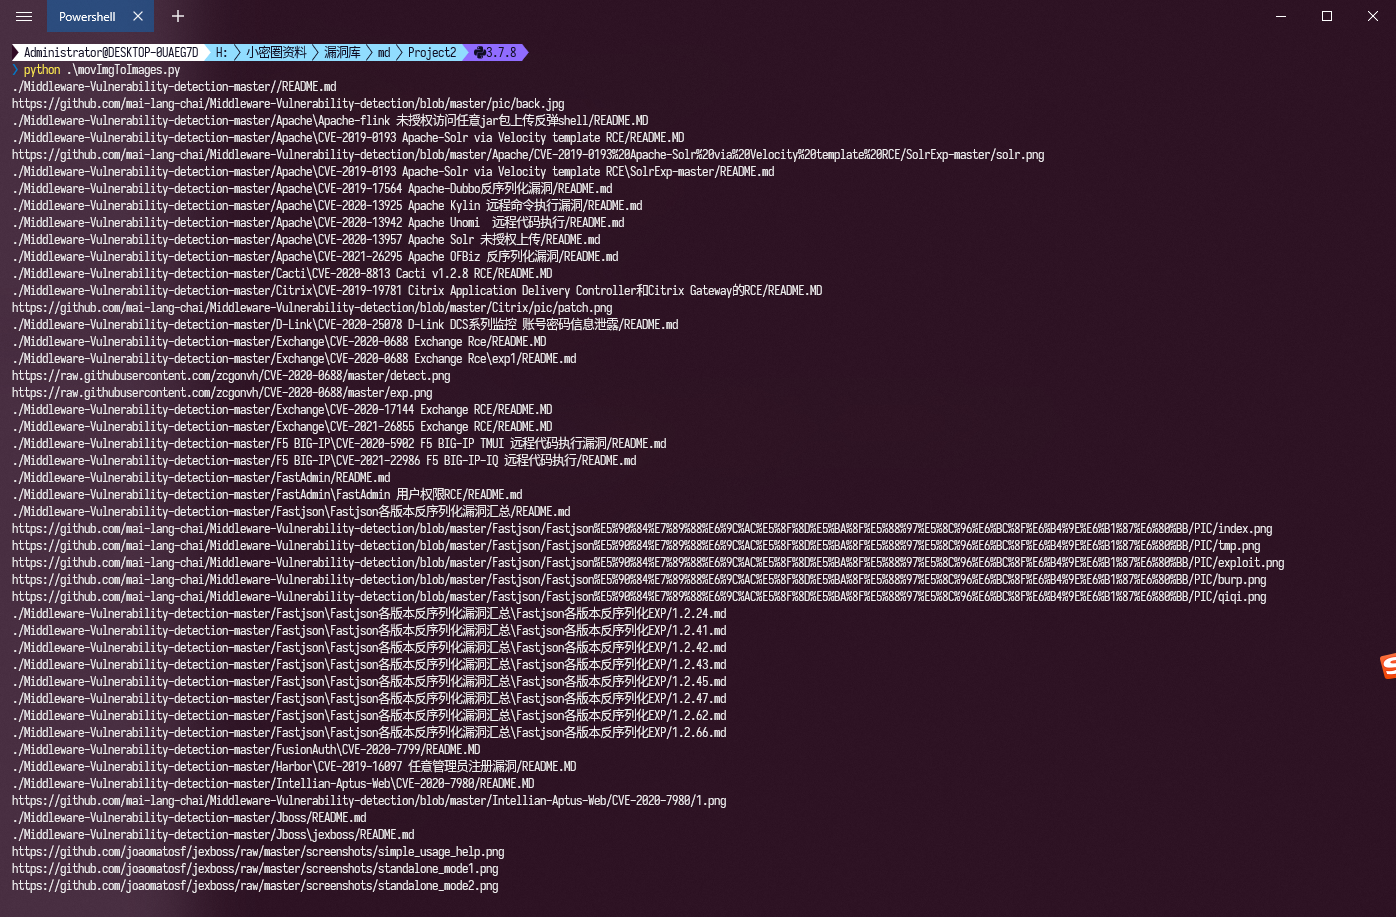 Powershell
Administrator@DESKTOP-0UAEG7D H: 小密圈资料 漏洞库 md Project2 3.7.8
❯ python .\movImgToImages.py
./Middleware-Vulnerability-detection-master//README.md
https://github.com/mai-lang-chai/Middleware-Vulnerability-detection/blob/master/pic/back.jpg
./Middleware-Vulnerability-detection-master/Apache\Apache-flink 未授权访问任意jar包上传反弹shell/README.MD
./Middleware-Vulnerability-detection-master/Apache\CVE-2019-0193 Apache-Solr via Velocity template RCE/README.MD
https://github.com/mai-lang-chai/Middleware-Vulnerability-detection/blob/master/Apache/CVE-2019-0193%20Apache-Solr%20via%20Velocity%20template%20RCE/SolrExp-master/solr.png
./Middleware-Vulnerability-detection-master/Apache\CVE-2019-0193 Apache-Solr via Velocity template RCE\SolrExp-master/README.md
./Middleware-Vulnerability-detection-master/Apache\CVE-2019-17564 Apache-Dubbo反序列化漏洞/README.md
./Middleware-Vulnerability-detection-master/Apache\CVE-2020-13925 Apache Kylin 远程命令执行漏洞/README.md
./Middleware-Vulnerability-detection-master/Apache\CVE-2020-13942 Apache Unomi  远程代码执行/README.md
./Middleware-Vulnerability-detection-master/Apache\CVE-2020-13957 Apache Solr 未授权上传/README.md
./Middleware-Vulnerability-detection-master/Apache\CVE-2021-26295 Apache OFBiz 反序列化漏洞/README.md
./Middleware-Vulnerability-detection-master/Cacti\CVE-2020-8813 Cacti v1.2.8 RCE/README.MD
./Middleware-Vulnerability-detection-master/Citrix\CVE-2019-19781 Citrix Application Delivery Controller和Citrix Gateway的RCE/README.MD
https://github.com/mai-lang-chai/Middleware-Vulnerability-detection/blob/master/Citrix/pic/patch.png
./Middleware-Vulnerability-detection-master/D-Link\CVE-2020-25078 D-Link DCS系列监控 账号密码信息泄露/README.md
./Middleware-Vulnerability-detection-master/Exchange\CVE-2020-0688 Exchange Rce/README.MD
./Middleware-Vulnerability-detection-master/Exchange\CVE-2020-0688 Exchange Rce\exp1/README.md
https://raw.githubusercontent.com/zcgonvh/CVE-2020-0688/master/detect.png
https://raw.githubusercontent.com/zcgonvh/CVE-2020-0688/master/exp.png
./Middleware-Vulnerability-detection-master/Exchange\CVE-2020-17144 Exchange RCE/README.MD
./Middleware-Vulnerability-detection-master/Exchange\CVE-2021-26855 Exchange RCE/README.MD
./Middleware-Vulnerability-detection-master/F5 BIG-IP\CVE-2020-5902 F5 BIG-IP TMUI 远程代码执行漏洞/README.md
./Middleware-Vulnerability-detection-master/F5 BIG-IP\CVE-2021-22986 F5 BIG-IP-IQ 远程代码执行/README.md
./Middleware-Vulnerability-detection-master/FastAdmin/README.md
./Middleware-Vulnerability-detection-master/FastAdmin\FastAdmin 用户权限RCE/README.md
./Middleware-Vulnerability-detection-master/Fastjson\Fastjson各版本反序列化漏洞汇总/README.md
https://github.com/mai-lang-chai/Middleware-Vulnerability-detection/blob/master/Fastjson/Fastjson%E5%90%84%E7%89%88%E6%9C%AC%E5%8F%8D%E5%BA%8F%E5%88%97%E5%8C%96%E6%BC%8F%E6%B4%9E%E6%B1%87%E6%80%BB/PIC/index.png
https://github.com/mai-lang-chai/Middleware-Vulnerability-detection/blob/master/Fastjson/Fastjson%E5%90%84%E7%89%88%E6%9C%AC%E5%8F%8D%E5%BA%8F%E5%88%97%E5%8C%96%E6%BC%8F%E6%B4%9E%E6%B1%87%E6%80%BB/PIC/tmp.png
https://github.com/mai-lang-chai/Middleware-Vulnerability-detection/blob/master/Fastjson/Fastjson%E5%90%84%E7%89%88%E6%9C%AC%E5%8F%8D%E5%BA%8F%E5%88%97%E5%8C%96%E6%BC%8F%E6%B4%9E%E6%B1%87%E6%80%BB/PIC/exploit.png
https://github.com/mai-lang-chai/Middleware-Vulnerability-detection/blob/master/Fastjson/Fastjson%E5%90%84%E7%89%88%E6%9C%AC%E5%8F%8D%E5%BA%8F%E5%88%97%E5%8C%96%E6%BC%8F%E6%B4%9E%E6%B1%87%E6%80%BB/PIC/burp.png
https://github.com/mai-lang-chai/Middleware-Vulnerability-detection/blob/master/Fastjson/Fastjson%E5%90%84%E7%89%88%E6%9C%AC%E5%8F%8D%E5%BA%8F%E5%88%97%E5%8C%96%E6%BC%8F%E6%B4%9E%E6%B1%87%E6%80%BB/PIC/qiqi.png
./Middleware-Vulnerability-detection-master/Fastjson\Fastjson各版本反序列化漏洞汇总\Fastjson各版本反序列化EXP/1.2.24.md
./Middleware-Vulnerability-detection-master/Fastjson\Fastjson各版本反序列化漏洞汇总\Fastjson各版本反序列化EXP/1.2.41.md
./Middleware-Vulnerability-detection-master/Fastjson\Fastjson各版本反序列化漏洞汇总\Fastjson各版本反序列化EXP/1.2.42.md
./Middleware-Vulnerability-detection-master/Fastjson\Fastjson各版本反序列化漏洞汇总\Fastjson各版本反序列化EXP/1.2.43.md
./Middleware-Vulnerability-detection-master/Fastjson\Fastjson各版本反序列化漏洞汇总\Fastjson各版本反序列化EXP/1.2.45.md
./Middleware-Vulnerability-detection-master/Fastjson\Fastjson各版本反序列化漏洞汇总\Fastjson各版本反序列化EXP/1.2.47.md
./Middleware-Vulnerability-detection-master/Fastjson\Fastjson各版本反序列化漏洞汇总\Fastjson各版本反序列化EXP/1.2.62.md
./Middleware-Vulnerability-detection-master/Fastjson\Fastjson各版本反序列化漏洞汇总\Fastjson各版本反序列化EXP/1.2.66.md
./Middleware-Vulnerability-detection-master/FusionAuth\CVE-2020-7799/README.MD
./Middleware-Vulnerability-detection-master/Harbor\CVE-2019-16097 任意管理员注册漏洞/README.MD
./Middleware-Vulnerability-detection-master/Intellian-Aptus-Web\CVE-2020-7980/README.MD
https://github.com/mai-lang-chai/Middleware-Vulnerability-detection/blob/master/Intellian-Aptus-Web/CVE-2020-7980/1.png
./Middleware-Vulnerability-detection-master/Jboss/README.md
./Middleware-Vulnerability-detection-master/Jboss\jexboss/README.md
https://github.com/joaomatosf/jexboss/raw/master/screenshots/simple_usage_help.png
https://github.com/joaomatosf/jexboss/raw/master/screenshots/standalone_mode1.png
https://github.com/joaomatosf/jexboss/raw/master/screenshots/standalone_mode2.png